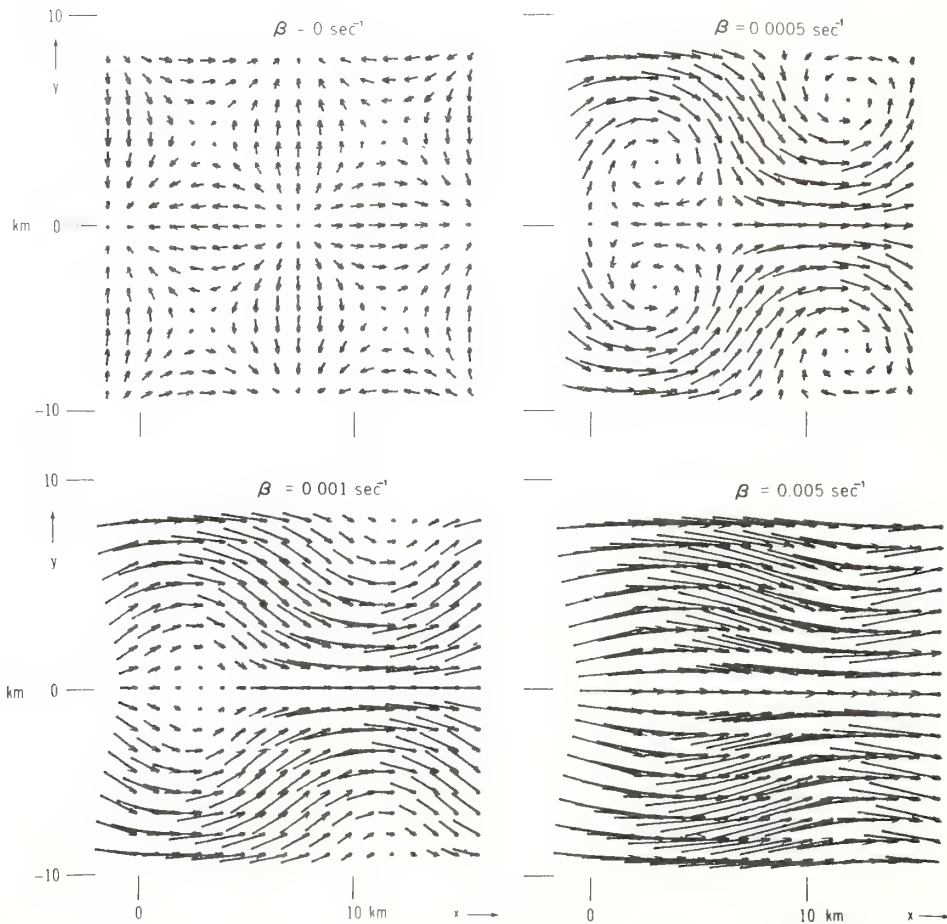 10
β - 0 sec⁻¹
β = 0 0005 sec⁻¹
y
km 0
-10
10
β = 0 001 sec⁻¹
β = 0.005 sec⁻¹
y
km 0
-10
0 10 km x
0 10 km x